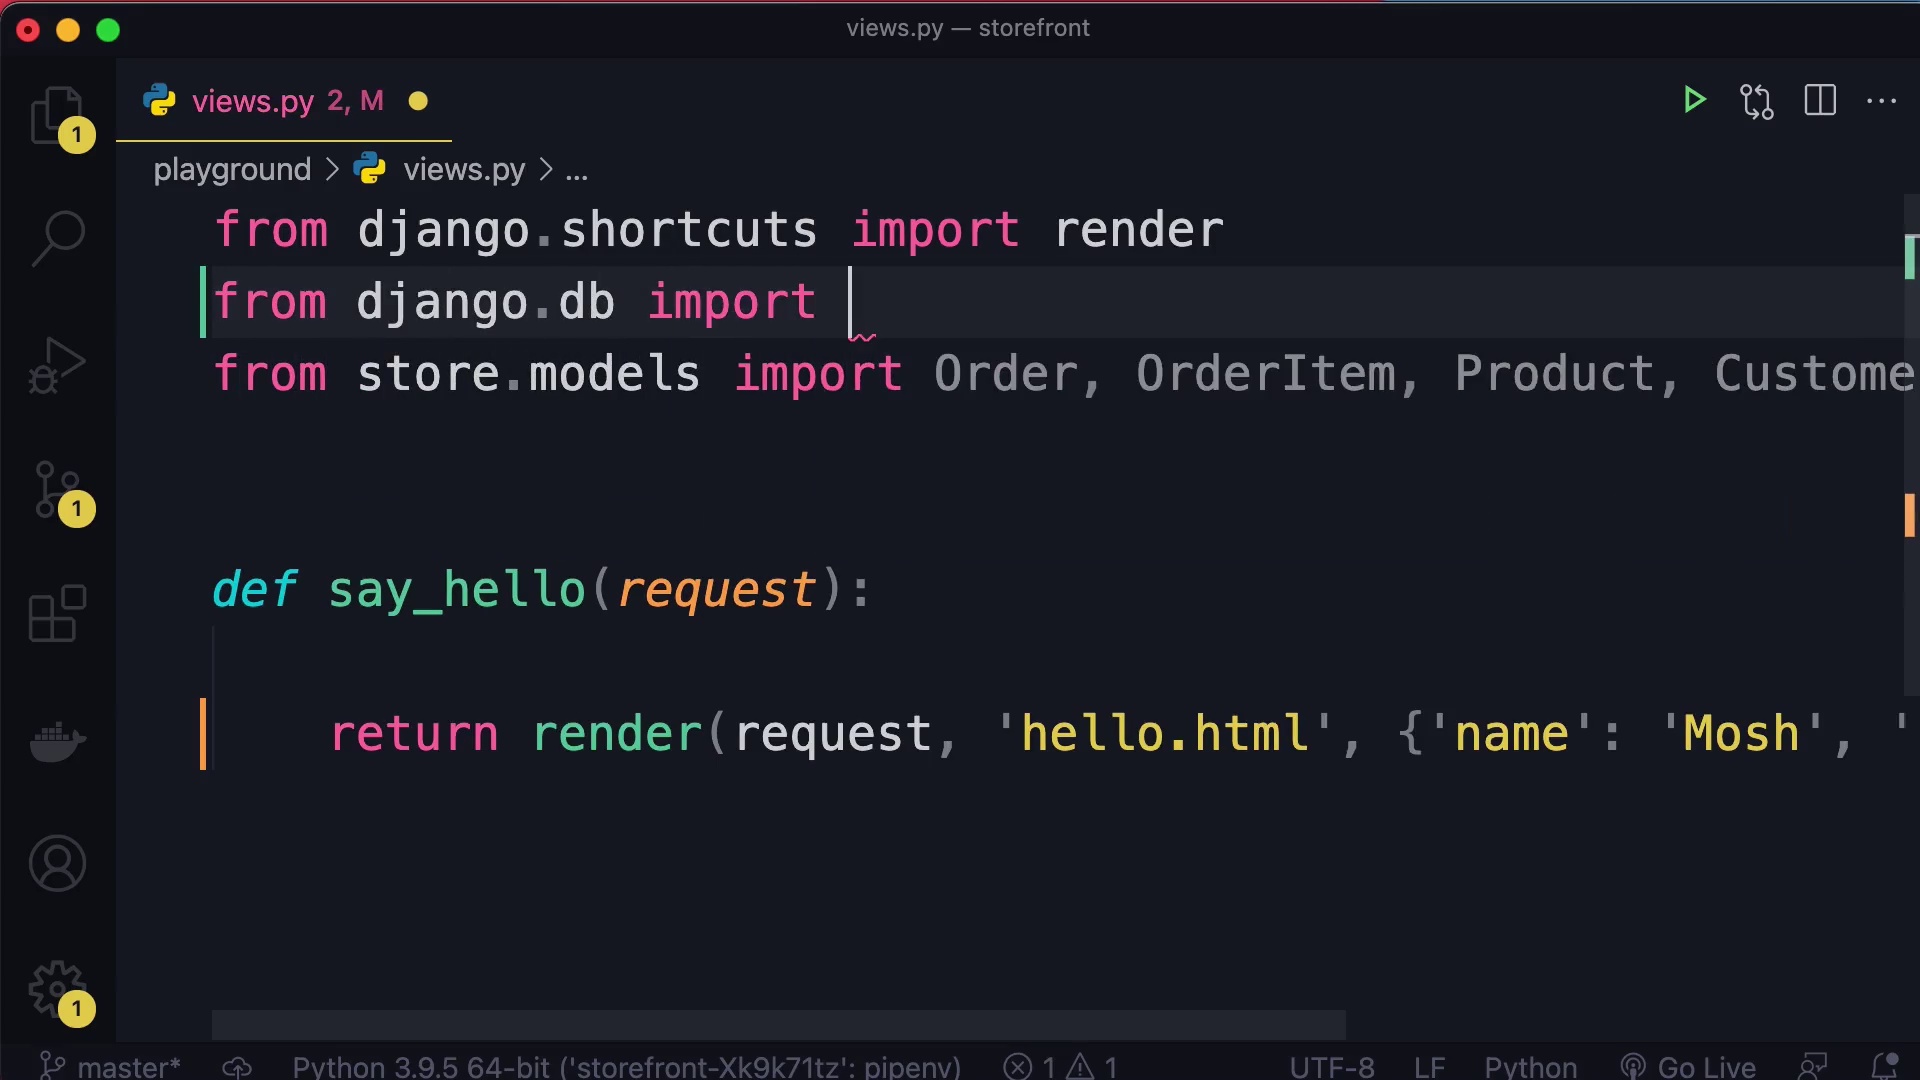 views.py — storefront
views.py 2, M
1
playground > views.py > ...
from django.shortcuts import render
from django.db import
from store.models import Order, OrderItem, Product, Custome
1
def say_hello(request):
return render(request, 'hello.html', {'name': 'Mosh', '
1
master* Python 3.9.5 64-bit ('storefront-Xk9k71tz': pipenv) 1 1 UTF-8 LF Python Go Live